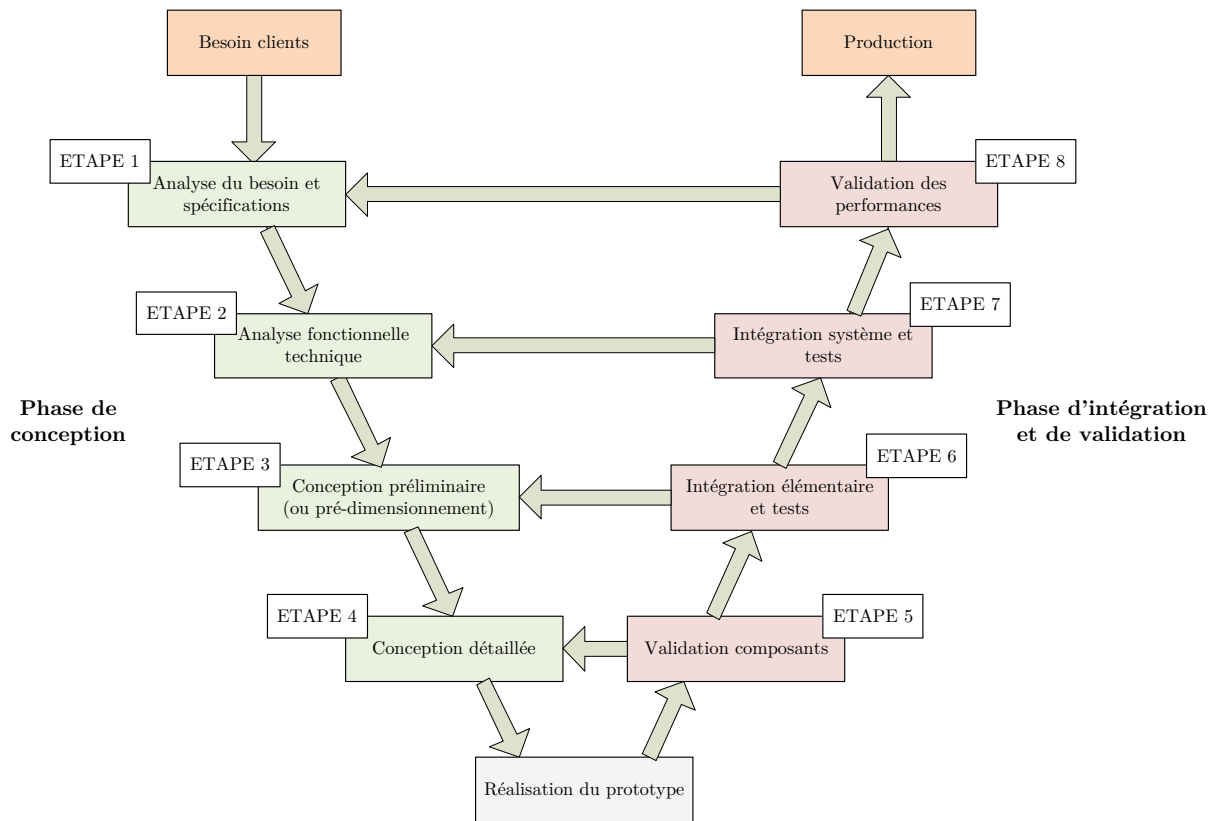 Besoin clients
Production
ETAPE 1
Analyse du besoin et
spécifications
ETAPE 8
Validation des
performances
ETAPE 2
Analyse fonctionnelle
technique
ETAPE 7
Intégration système et
tests
Phase de
conception
Phase d'intégration
et de validation
ETAPE 3
Conception préliminaire
(ou pré-dimensionnement)
ETAPE 6
Intégration élémentaire
et tests
ETAPE 4
Conception détaillée
ETAPE 5
Validation composants
Réalisation du prototype